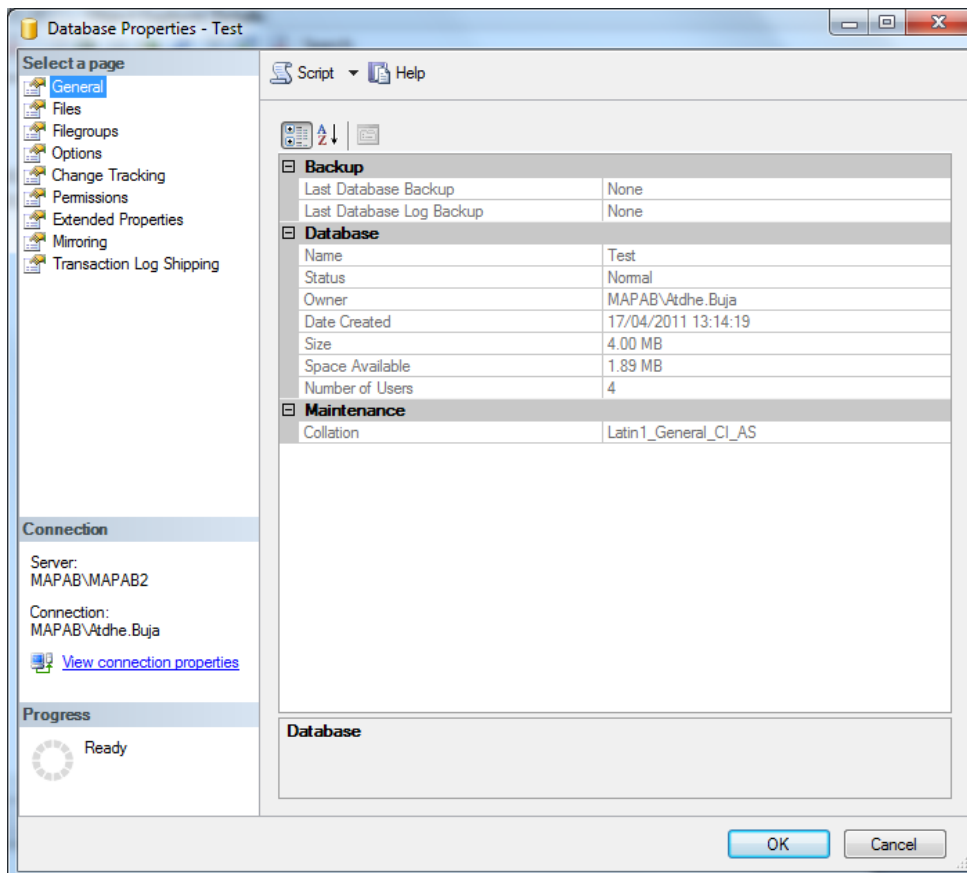 Database Properties - Test
Select a page
General
Files
Filegroups
Options
Change Tracking
Permissions
Extended Properties
Mirroring
Transaction Log Shipping
Connection
Server:
MAPAB\MAPAB2
Connection:
MAPAB\Atdhe.Buja
View connection properties
Progress
Ready
Script Help
Backup
Last Database Backup None
Last Database Log Backup None
Database
Name Test
Status Normal
Owner MAPAB\Atdhe.Buja
Date Created 17/04/2011 13:14:19
Size 4.00 MB
Space Available 1.89 MB
Number of Users 4
Maintenance
Collation Latin1_General_CI_AS
Database
OK Cancel